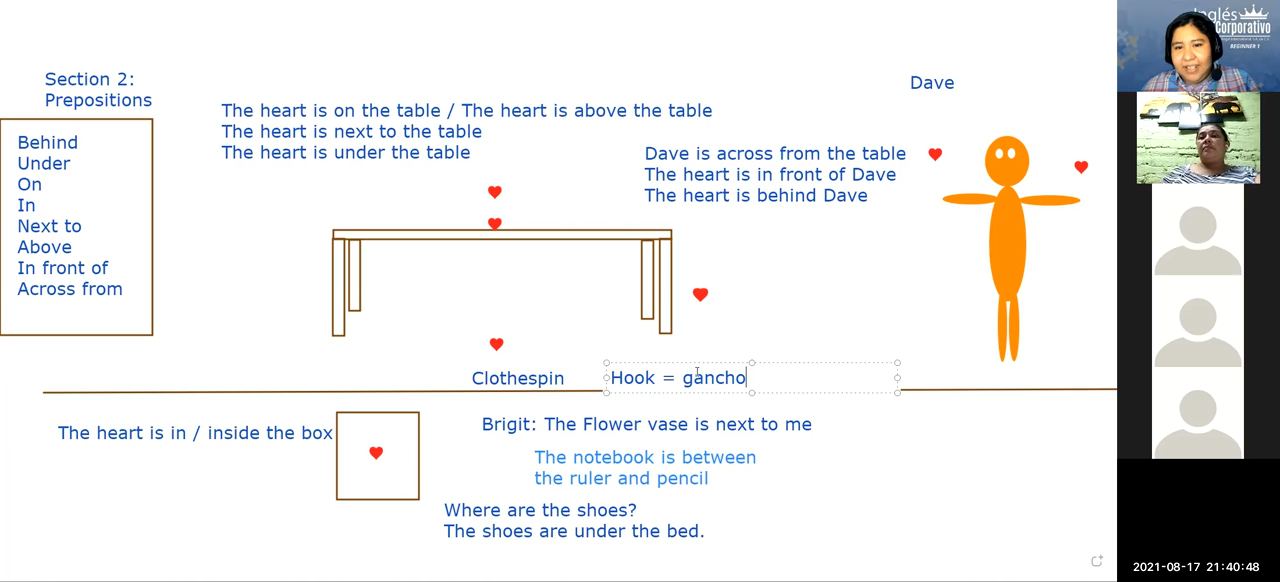 Section 2:
Prepositions
Behind
Under
On
In
Next to
Above
In front of
Across from
The heart is on the table / The heart is above the table
The heart is next to the table
The heart is under the table
Dave
Dave is across from the table
The heart is in front of Dave
The heart is behind Dave
Clothespin
Hook = gancho
The heart is in / inside the box
Brigit: The Flower vase is next to me
The notebook is between
the ruler and pencil
Where are the shoes?
The shoes are under the bed.
Inglés
Corporativo
BEGINNER 1
2021-08-17 21:40:48